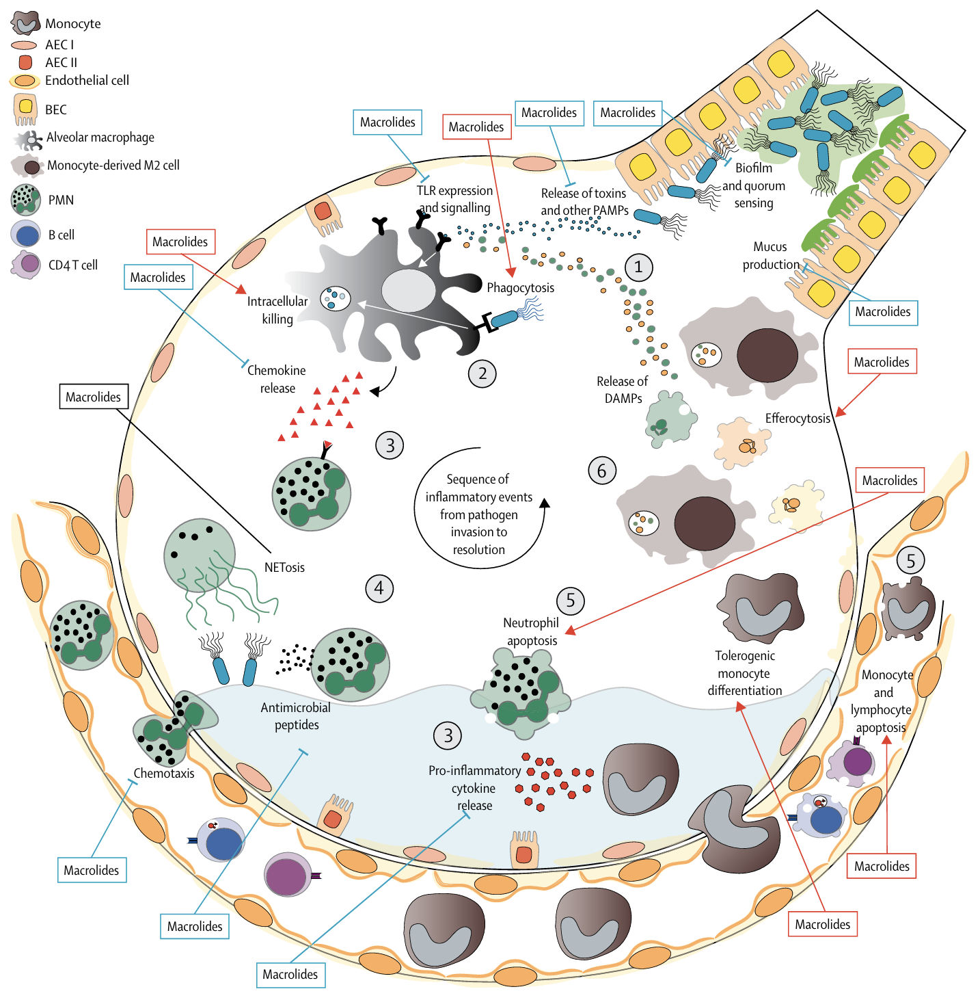 Monocyte
AEC I
AEC II
Endothelial cell
BEC
Alveolar macrophage
Monocyte-derived M2 cell
PMN
B cell
CD4 T cell
Macrolides
Macrolides
Macrolides
Macrolides
TLR expression
and signalling
Release of toxins
and other PAMPs
Biofilm
and quorum
sensing
Macrolides
Macrolides
Mucus
production
1
Phagocytosis
Intracellular
killing
Macrolides
2
Macrolides
Chemokine
release
Release of
DAMPs
Macrolides
Efferocytosis
3
6
Sequence of
inflammatory events
from pathogen
invasion to
resolution
Macrolides
NETosis
4
5
5
Neutrophil
apoptosis
Tolerogenic
monocyte
differentiation
Monocyte
and
lymphocyte
apoptosis
Antimicrobial
peptides
3
Chemotaxis
Pro-inflammatory
cytokine
release
Macrolides
Macrolides
Macrolides
Macrolides
Macrolides